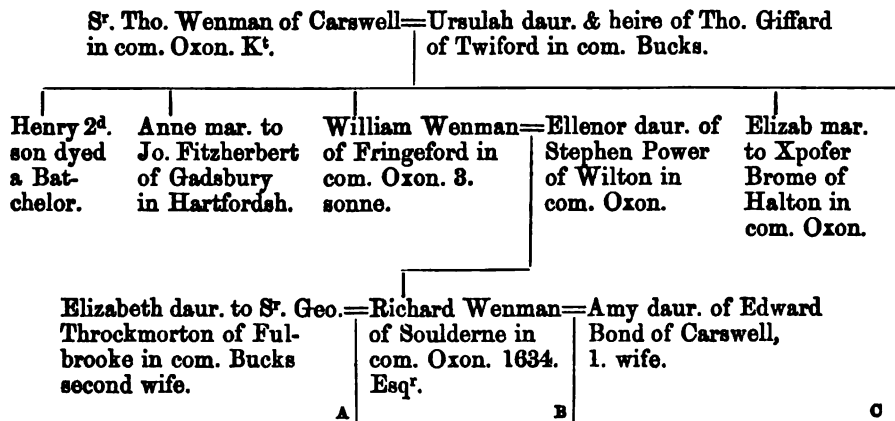 Sr. Tho. Wenman of Carswell=Ursulah daur. & heire of Tho. Giffard
in com. Oxon. Kt. of Twiford in com. Bucks.
Henry 2d.
son dyed
a Bat-
chelor.
Anne mar. to
Jo. Fitzherbert
of Gadsbury
in Hartfordsh.
William Wenman=Ellenor daur. of
of Fringeford in Stephen Power
com. Oxon. 3. of Wilton in
sonne. com. Oxon.
Elizab mar.
to Xpofer
Brome of
Halton in
com. Oxon.
Elizabeth daur. to Sr. Geo.=Richard Wenman=Amy daur. of Edward
Throckmorton of Ful- of Soulderne in Bond of Carswell,
brooke in com. Bucks com. Oxon. 1634. 1. wife.
second wife. Esqr.
A B C